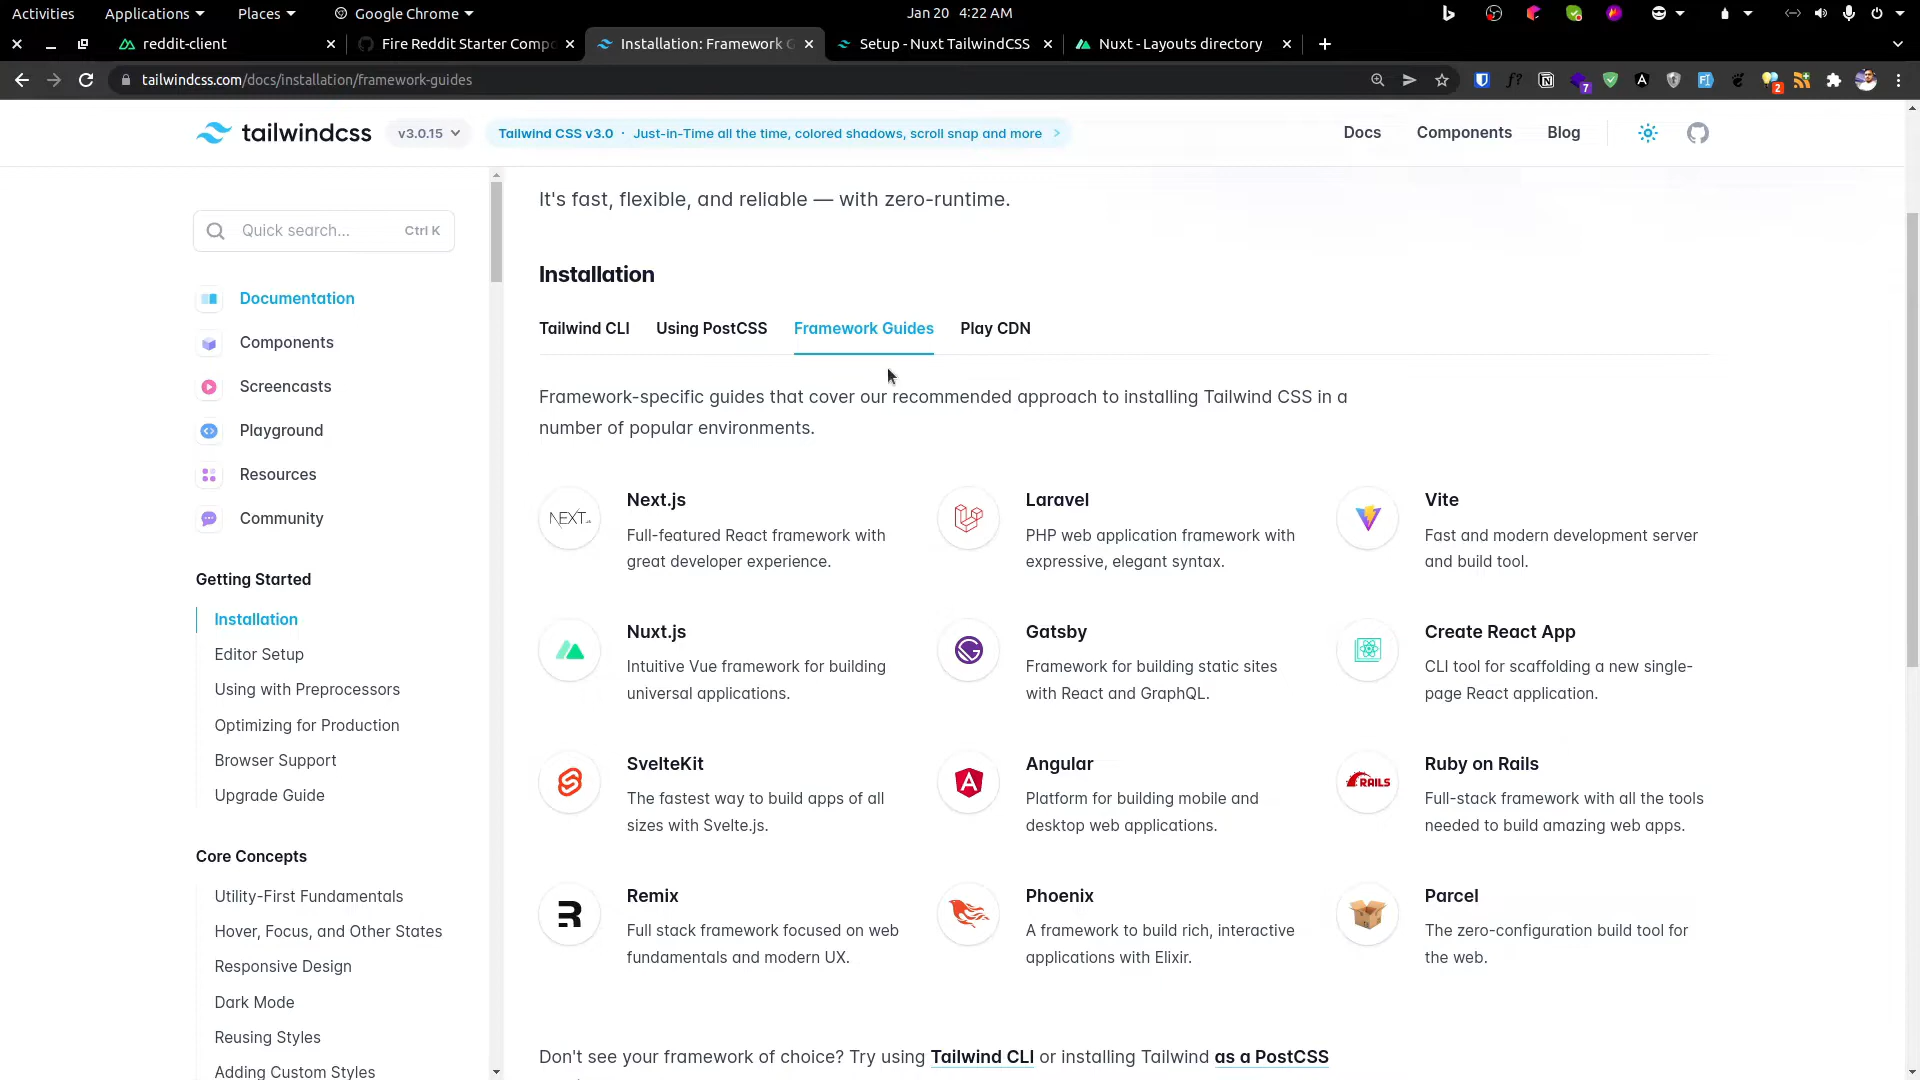 Activities Applications Places Google Chrome Jan 20 4:22 AM
reddit-client Fire Reddit Starter Compo Installation: Framework G Setup - Nuxt TailwindCSS Nuxt - Layouts directory
tailwindcss.com/docs/installation/framework-guides
7
2
tailwindcss v3.0.15 Tailwind CSS v3.0 · Just-in-Time all the time, colored shadows, scroll snap and more Docs Components Blog
Quick search... Ctrl K
Documentation
Components
Screencasts
Playground
Resources
Community
Getting Started
Installation
Editor Setup
Using with Preprocessors
Optimizing for Production
Browser Support
Upgrade Guide
Core Concepts
Utility-First Fundamentals
Hover, Focus, and Other States
Responsive Design
Dark Mode
Reusing Styles
Adding Custom Styles
It's fast, flexible, and reliable — with zero-runtime.
Installation
Tailwind CLI Using PostCSS Framework Guides Play CDN
Framework-specific guides that cover our recommended approach to installing Tailwind CSS in a
number of popular environments.
NEXT.js
Next.js
Full-featured React framework with
great developer experience.
Laravel
PHP web application framework with
expressive, elegant syntax.
Vite
Fast and modern development server
and build tool.
Nuxt.js
Intuitive Vue framework for building
universal applications.
Gatsby
Framework for building static sites
with React and GraphQL.
Create React App
CLI tool for scaffolding a new single-
page React application.
SvelteKit
The fastest way to build apps of all
sizes with Svelte.js.
Angular
Platform for building mobile and
desktop web applications.
RAILS
Ruby on Rails
Full-stack framework with all the tools
needed to build amazing web apps.
Remix
Full stack framework focused on web
fundamentals and modern UX.
Phoenix
A framework to build rich, interactive
applications with Elixir.
Parcel
The zero-configuration build tool for
the web.
Don't see your framework of choice? Try using Tailwind CLI or installing Tailwind as a PostCSS